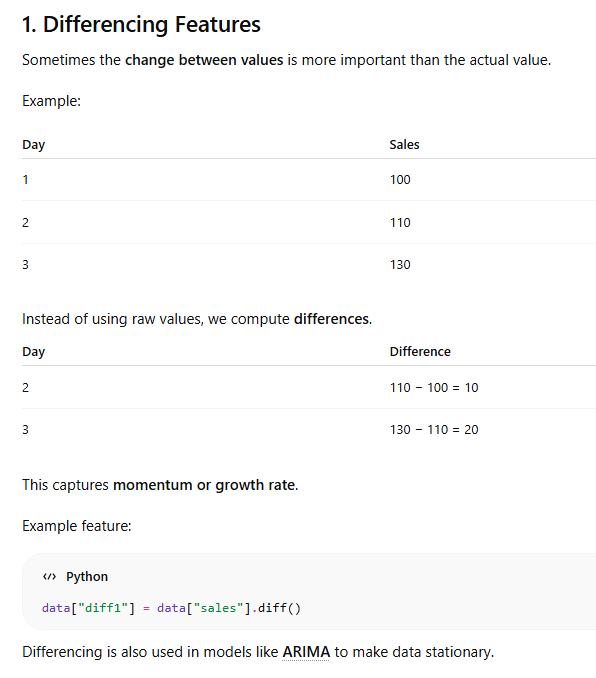 1. Differencing Features
Sometimes the change between values is more important than the actual value.
Example:
Day Sales
1 100
2 110
3 130
Instead of using raw values, we compute differences.
Day Difference
2 110 − 100 = 10
3 130 − 110 = 20
This captures momentum or growth rate.
Example feature:
</> Python
data["diff1"] = data["sales"].diff()
Differencing is also used in models like ARIMA to make data stationary.